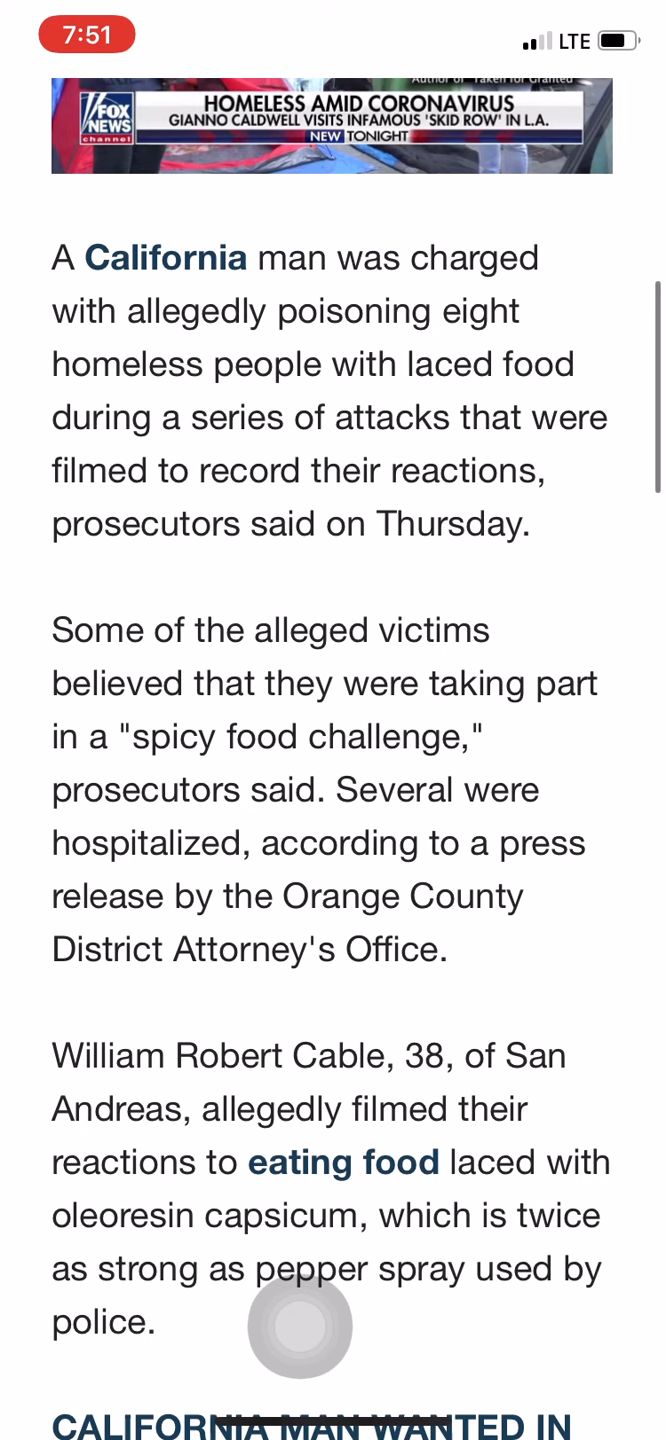 7:51
LTE
Author of "Taken for Granted"
FOX
NEWS
channel
HOMELESS AMID CORONAVIRUS
GIANNO CALDWELL VISITS INFAMOUS 'SKID ROW' IN L.A.
NEW TONIGHT
A California man was charged
with allegedly poisoning eight
homeless people with laced food
during a series of attacks that were
filmed to record their reactions,
prosecutors said on Thursday.
Some of the alleged victims
believed that they were taking part
in a "spicy food challenge,"
prosecutors said. Several were
hospitalized, according to a press
release by the Orange County
District Attorney's Office.
William Robert Cable, 38, of San
Andreas, allegedly filmed their
reactions to eating food laced with
oleoresin capsicum, which is twice
as strong as pepper spray used by
police.
CALIFORNIA MAN WANTED IN